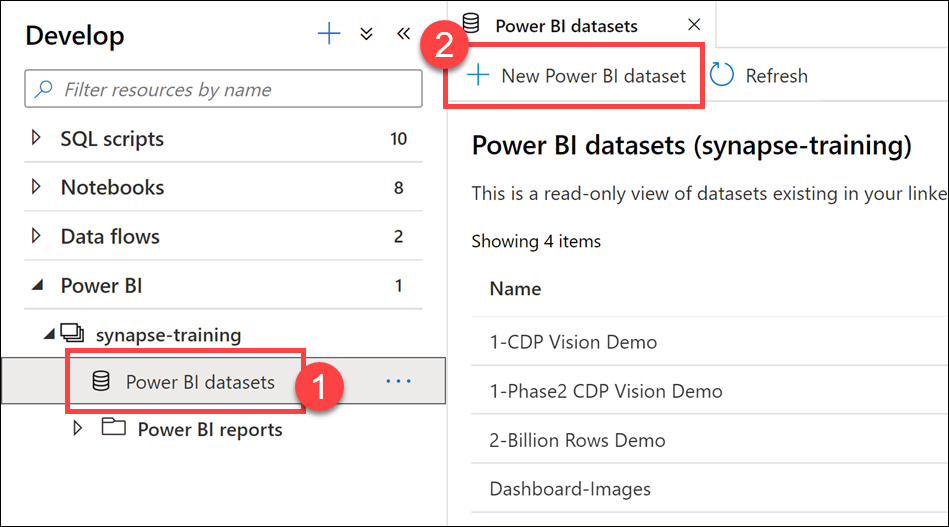 Develop
Filter resources by name
SQL scripts 10
Notebooks 8
Data flows 2
Power BI 1
synapse-training
Power BI datasets
1
Power BI reports
Power BI datasets
2
New Power BI dataset Refresh
Power BI datasets (synapse-training)
This is a read-only view of datasets existing in your linke
Showing 4 items
Name
1-CDP Vision Demo
1-Phase2 CDP Vision Demo
2-Billion Rows Demo
Dashboard-Images